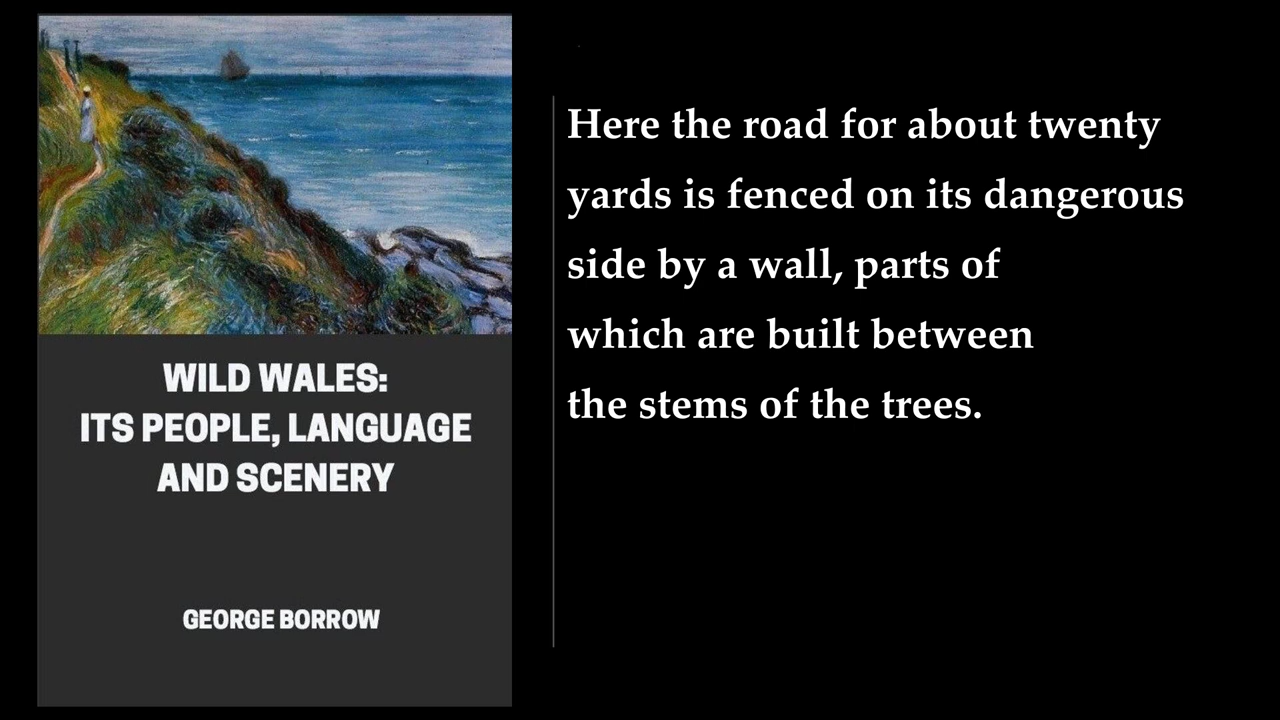 WILD WALES:
ITS PEOPLE, LANGUAGE
AND SCENERY
GEORGE BORROW
Here the road for about twenty
yards is fenced on its dangerous
side by a wall, parts of
which are built between
the stems of the trees.